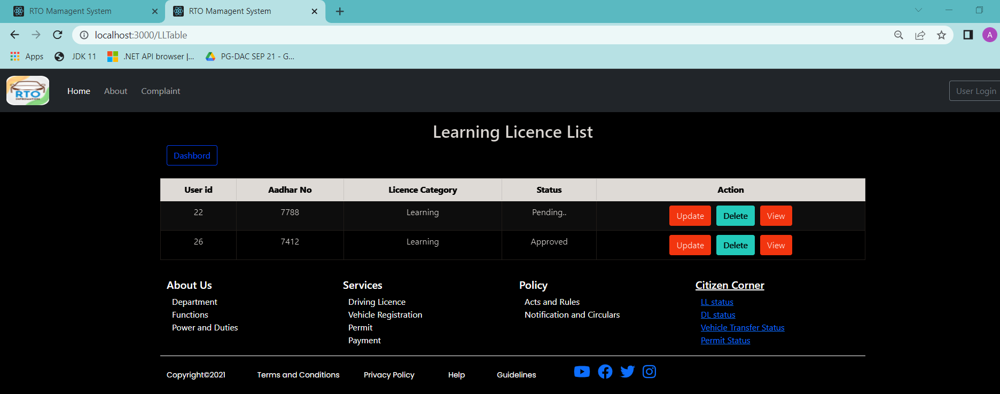 RTO Mamagent System
RTO Mamagent System
localhost:3000/LLTable
A
Apps
JDK 11
.NET API browser |...
PG-DAC SEP 21 - G...
RTO
INFROMATION
Home
About
Complaint
User Login
Learning Licence List
Dashbord
User id Aadhar No Licence Category Status Action
22 7788 Learning Pending.. Update Delete View
26 7412 Learning Approved Update Delete View
About Us
Department
Functions
Power and Duties
Services
Driving Licence
Vehicle Registration
Permit
Payment
Policy
Acts and Rules
Notification and Circulars
Citizen Corner
LL status
DL status
Vehicle Transfer Status
Permit Status
Copyright©2021 Terms and Conditions Privacy Policy Help Guidelines